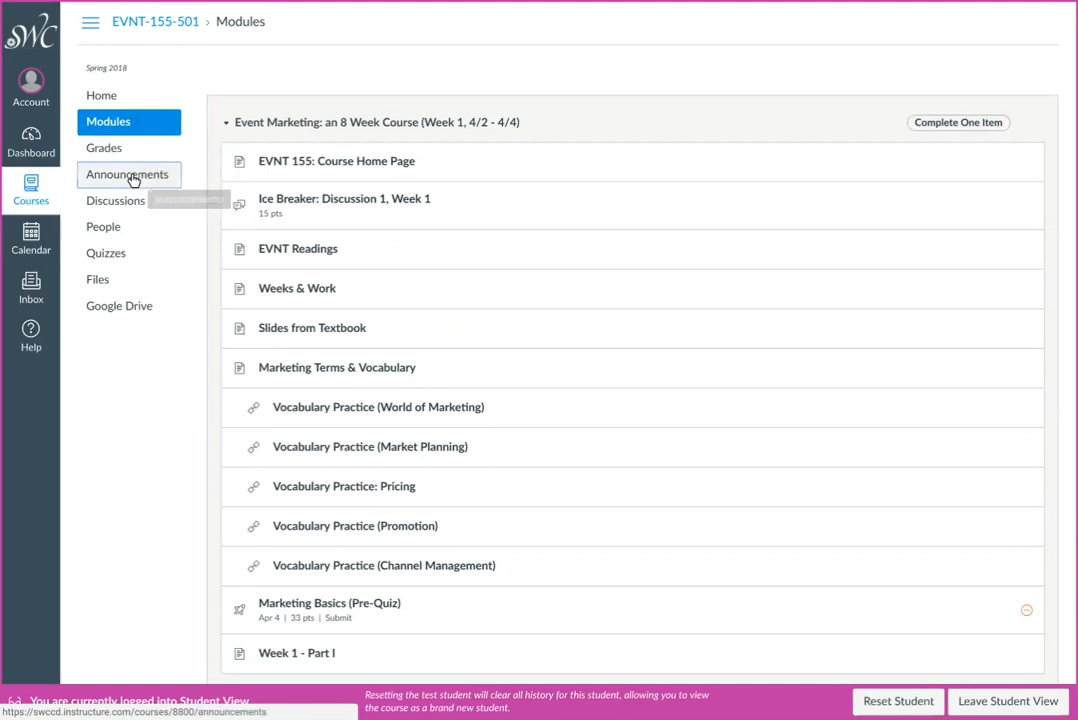 SWC
EVNT-155-501 › Modules
Spring 2018
Account
Dashboard
Courses
Calendar
Inbox
Help
Home
Modules
Grades
Announcements
Discussions
People
Quizzes
Files
Google Drive
Event Marketing: an 8 Week Course (Week 1, 4/2 - 4/4)
Complete One Item
EVNT 155: Course Home Page
Ice Breaker: Discussion 1, Week 1
15 pts
EVNT Readings
Weeks & Work
Slides from Textbook
Marketing Terms & Vocabulary
Vocabulary Practice (World of Marketing)
Vocabulary Practice (Market Planning)
Vocabulary Practice: Pricing
Vocabulary Practice (Promotion)
Vocabulary Practice (Channel Management)
Marketing Basics (Pre-Quiz)
Apr 4 | 33 pts | Submit
Week 1 - Part I
You are currently logged into Student View
Resetting the test student will clear all history for this student, allowing you to view
the course as a brand new student.
Reset Student
Leave Student View
https://swccd.instructure.com/courses/8800/announcements